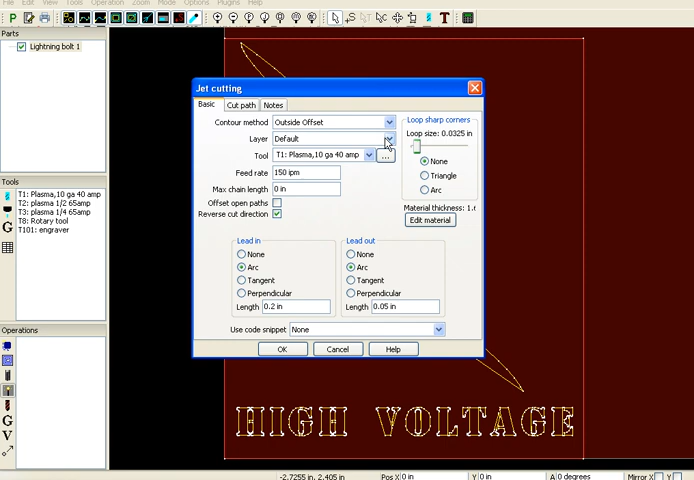 File Edit View Tools Operation Zoom Mode Options Plugins Help
Parts
Lightning bolt 1
Tools
T1: Plasma,10 ga 40 amp
T2: plasma 1/2 65amp
T3: plasma 1/4 65amp
T8: Rotary tool
T101: engraver
Operations
Jet cutting
Basic Cut path Notes
Contour method Outside Offset
Layer Default
Tool T1: Plasma,10 ga 40 amp ...
Feed rate 150 ipm
Max chain length 0 in
Offset open paths
Reverse cut direction
Loop sharp corners
Loop size: 0.0325 in
None
Triangle
Arc
Material thickness: 1.
Edit material
Lead in
None
Arc
Tangent
Perpendicular
Length 0.2 in
Lead out
None
Arc
Tangent
Perpendicular
Length 0.05 in
Use code snippet None
OK Cancel Help
HIGH VOLTAGE
-2.7255 in, 2.405 in Pos X 0 in Y 0 in A 0 degrees Mirror X Y